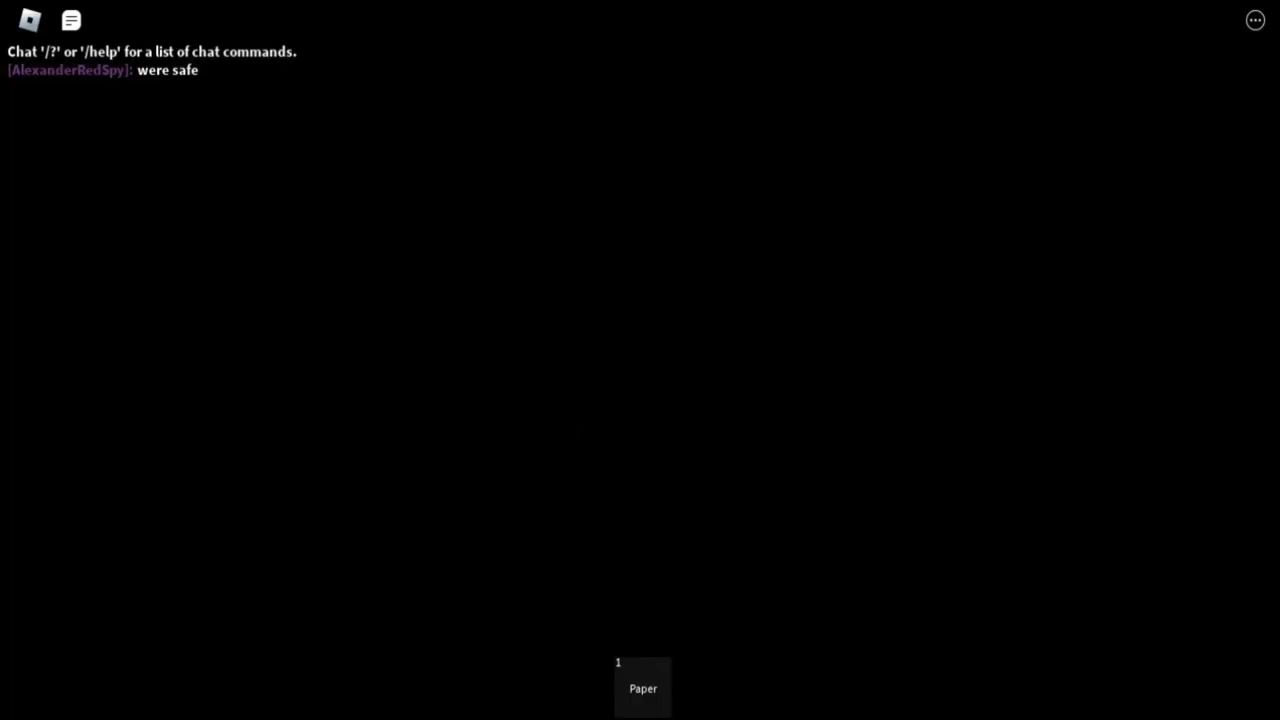 Chat '/?' or '/help' for a list of chat commands.
[AlexanderRedSpy]: were safe
1
Paper